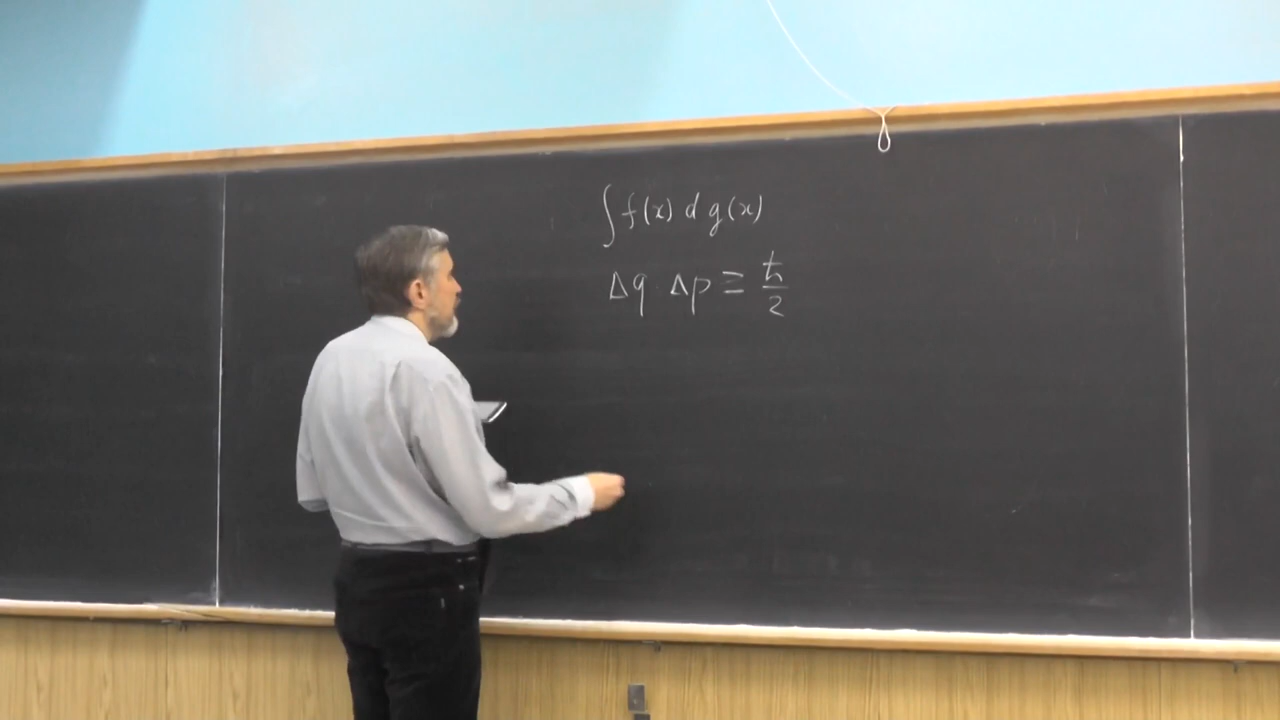 ∫ f(x) d g(x)
Δq · Δp ≥ ℏ/2